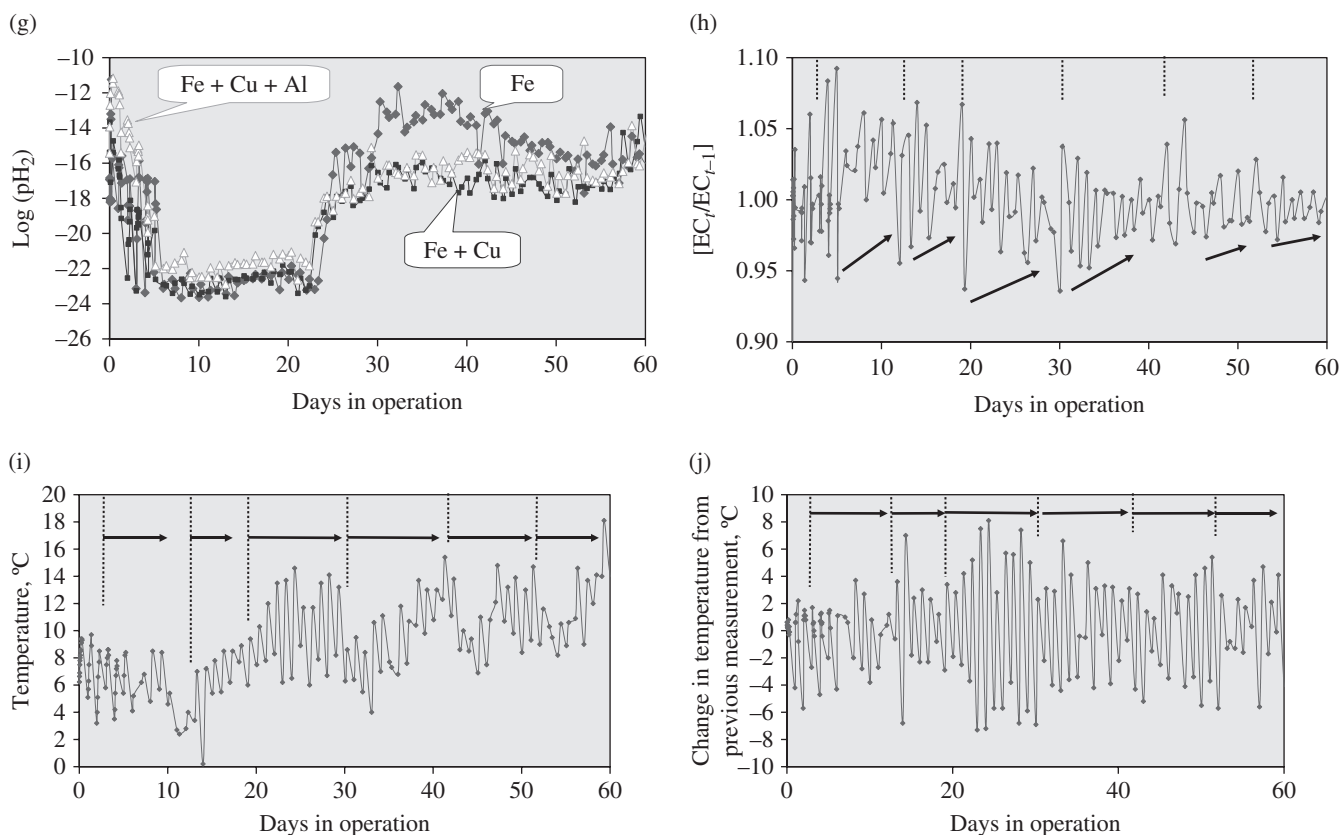 (g)
Log (pH₂)
–10
–12
–14
–16
–18
–20
–22
–24
–26
Fe + Cu + Al
Fe
Fe + Cu
0 10 20 30 40 50 60
Days in operation
(h)
[ECₜ/ECₜ₋₁]
1.10
1.05
1.00
0.95
0.90
0 10 20 30 40 50 60
Days in operation
(i)
Temperature, ºC
20
18
16
14
12
10
8
6
4
2
0
0 10 20 30 40 50 60
Days in operation
(j)
Change in temperature from
previous measurement, ºC
10
8
6
4
2
0
–2
–4
–6
–8
–10
0 20 40 60
Days in operation